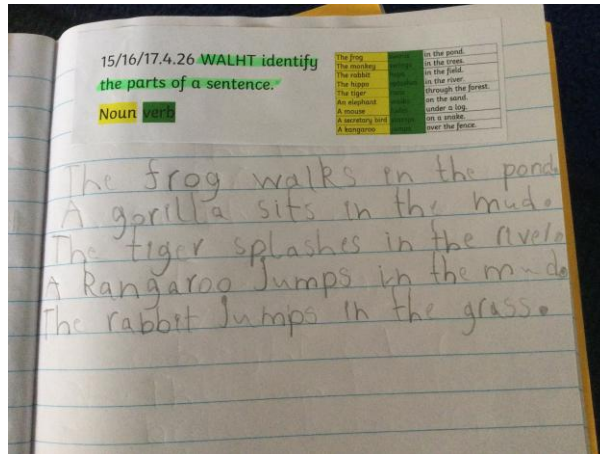 15/16/17.4.26 WALHT identify
the parts of a sentence.
Noun verb
The frog in the pond.
The monkey in the trees.
The rabbit in the field.
The hippo in the river.
The tiger through the forest.
An elephant on the sand.
A mouse under a log.
A secretary bird on a snake.
A kangaroo over the fence.
The frog walks in the pond.
A gorilla sits in the mud.
The tiger splashes in the river.
A kangaroo Jumps in the mud.
The rabbit Jumps in the grass.